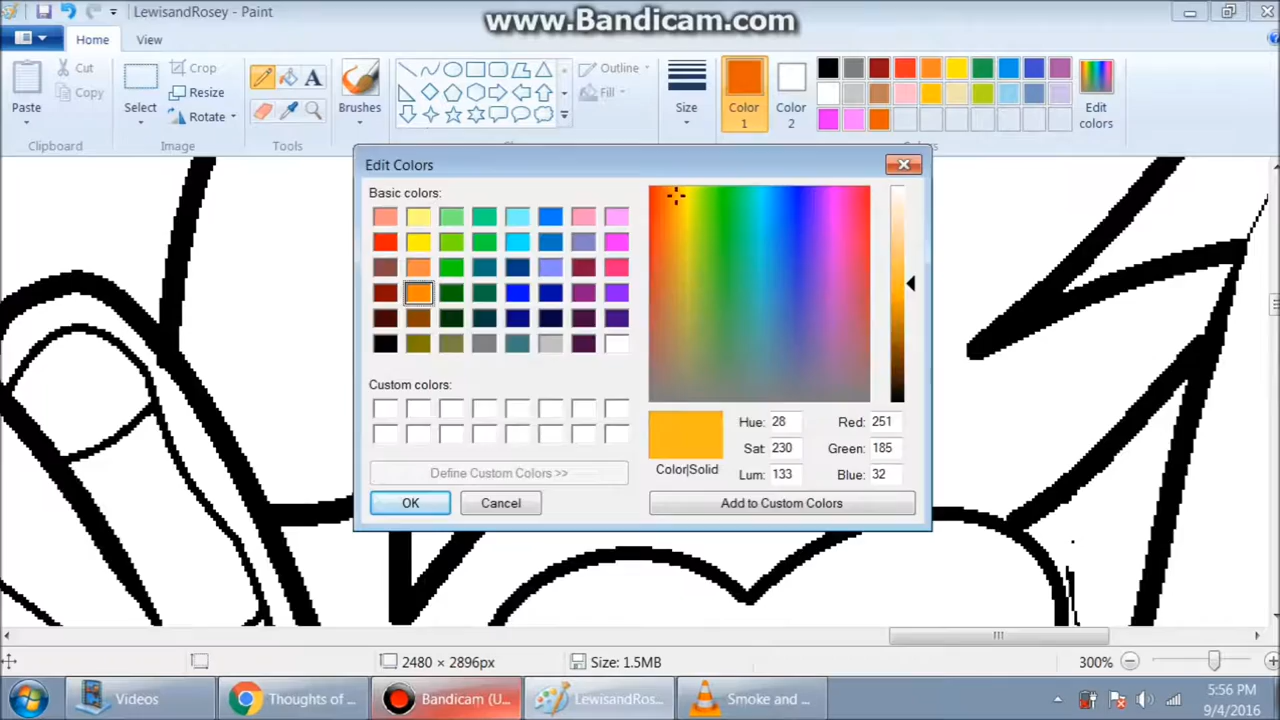 LewisandRosey - Paint
www.Bandicam.com
Home View
Paste
Cut
Copy
Clipboard
Select
Crop
Resize
Rotate
Image
A
Tools
Brushes
Outline
Fill
Size
Color 1
Color 2
Edit colors
Edit Colors
Basic colors:
Custom colors:
Define Custom Colors >>
OK Cancel
Hue: 28 Red: 251
Sat: 230 Green: 185
Color|Solid
Lum: 133 Blue: 32
Add to Custom Colors
2480 × 2896px Size: 1.5MB 300%
Videos Thoughts of ... Bandicam (U... LewisandRos... Smoke and ...
5:56 PM
9/4/2016